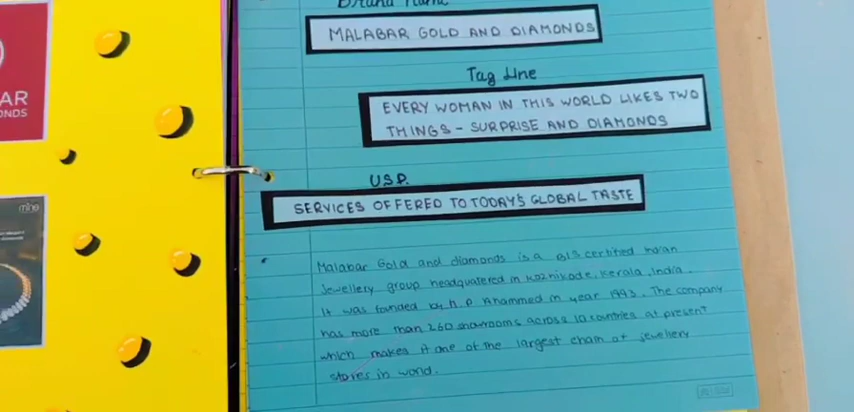 Brand Name
MALABAR GOLD AND DIAMONDS
Tag Line
EVERY WOMAN IN THIS WORLD LIKES TWO
THINGS - SURPRISE AND DIAMONDS
U.S.P.
SERVICES OFFERED TO TODAY'S GLOBAL TASTE
Malabar Gold and diamonds is a BIS certified Indian
jewellery group headquatered in Kozhikode, Kerala, India.
It was founded by M.P Ahammed in year 1993. The company
has more than 260 showrooms across 10 countries at present
which makes it one of the largest chain of jewellery
stores in world.
AR
ONDS
mine